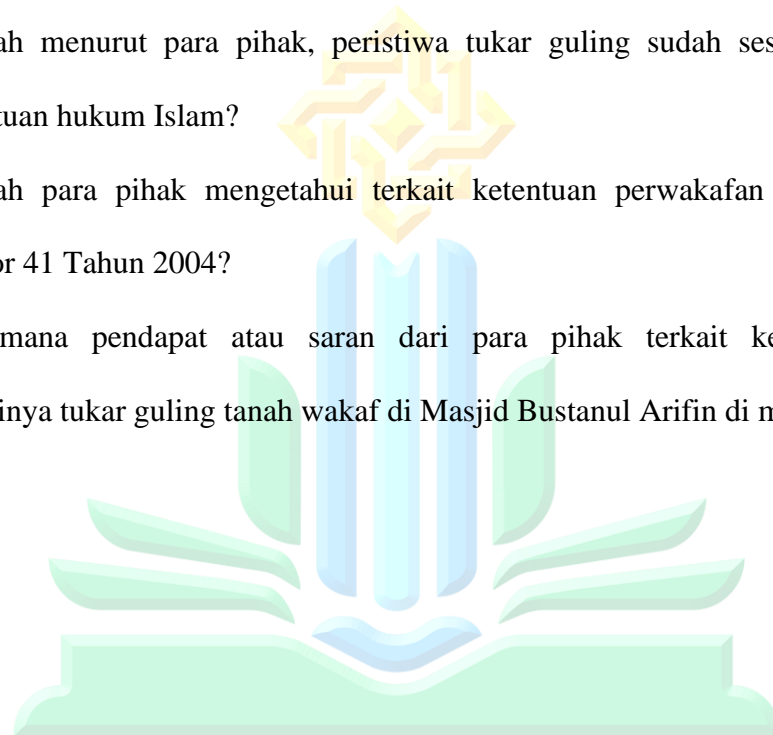 ah menurut para pihak, peristiwa tukar guling sudah ses
tuan hukum Islam?
ah para pihak mengetahui terkait ketentuan perwakafan
or 41 Tahun 2004?
mana pendapat atau saran dari para pihak terkait ke
inya tukar guling tanah wakaf di Masjid Bustanul Arifin di m